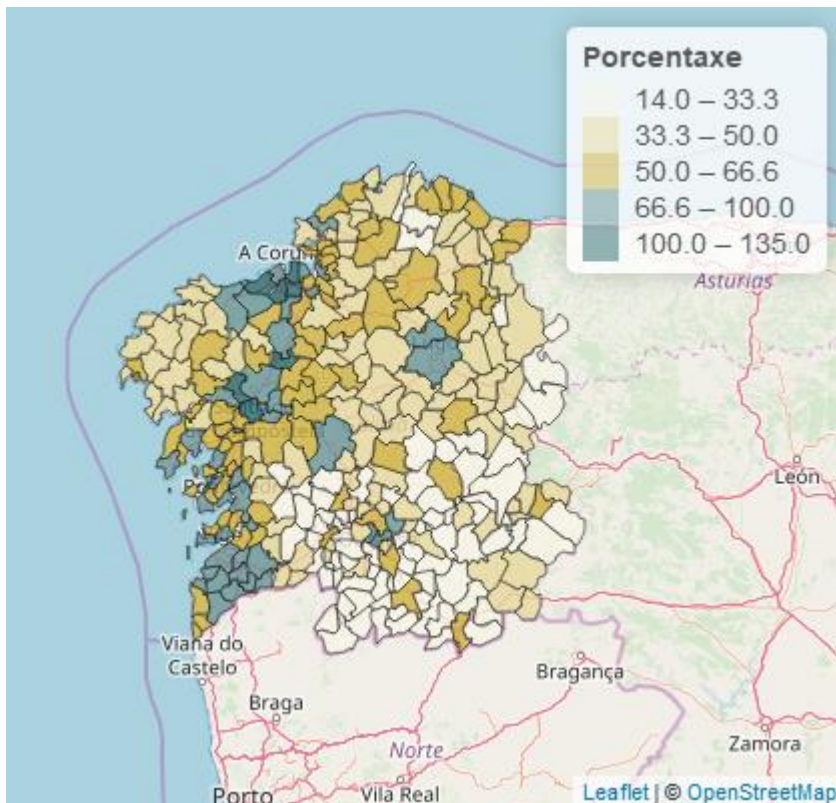 Porcentaxe
14.0 – 33.3
33.3 – 50.0
50.0 – 66.6
66.6 – 100.0
100.0 – 135.0
A Coruñ
Asturias
León
Viana do
Castelo
Bragança
Braga
Norte
Zamora
Porto
Vila Real
Leaflet | © OpenStreetMap